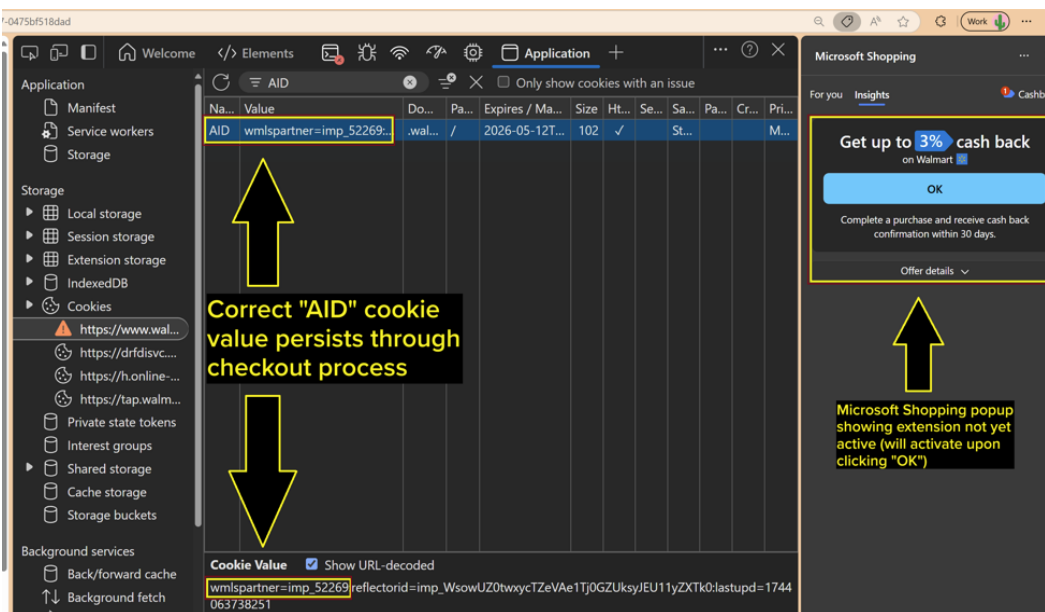 7-0475bf518dad
Work
Welcome
Elements
Application
Microsoft Shopping
Application
Manifest
Service workers
Storage
Storage
Local storage
Session storage
Extension storage
IndexedDB
Cookies
https://www.wal...
https://drfdisvc....
https://h.online-...
https://tap.walm...
Private state tokens
Interest groups
Shared storage
Cache storage
Storage buckets
Background services
Back/forward cache
Background fetch
AID
Only show cookies with an issue
Na... Value Do... Pa... Expires / Ma... Size Ht... Se... Sa... Pa... Cr... Pri...
AID wmlspartner=imp_52269:.. .wal... / 2026-05-12T... 102 ✓ St... M...
Correct "AID" cookie
value persists through
checkout process
Cookie Value Show URL-decoded
wmlspartner=imp_52269:reflectorid=imp_WsowUZ0twxycTZeVAe1Tj0GZUksyJEU11yZXTk0:lastupd=1744
063738251
For you Insights 1 Cashb
Get up to 3% cash back
on Walmart
OK
Complete a purchase and receive cash back
confirmation within 30 days.
Offer details
Microsoft Shopping popup
showing extension not yet
active (will activate upon
clicking "OK")